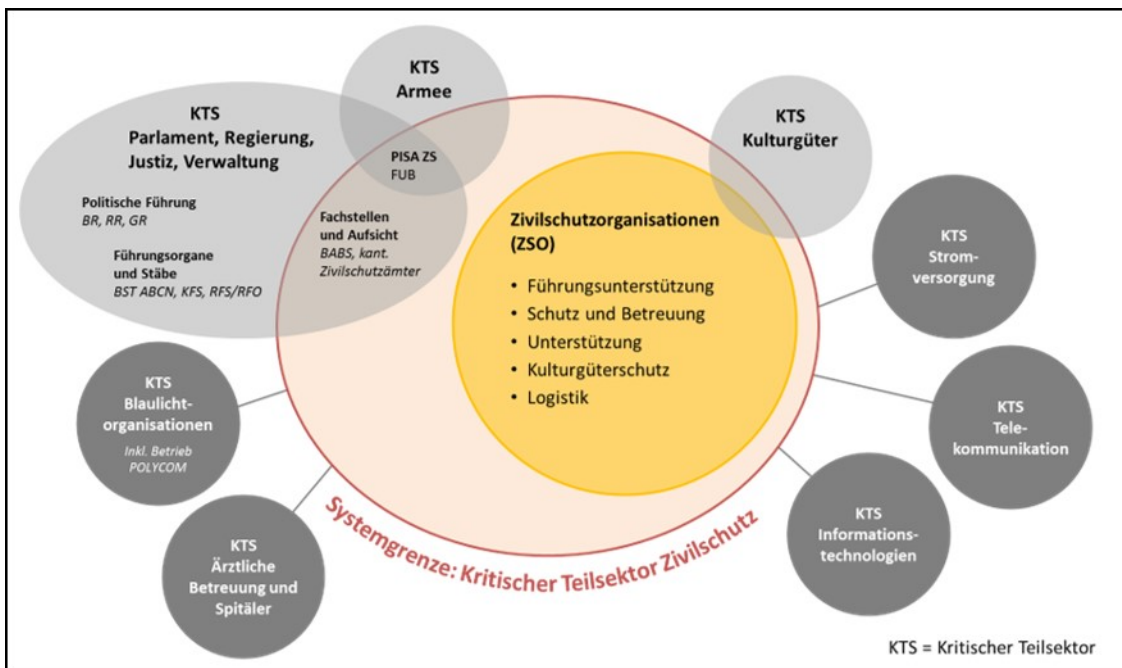 KTS
Armee
KTS
Parlament, Regierung,
Justiz, Verwaltung
KTS
Kulturgüter
PISA ZS
FUB
Politische Führung
BR, RR, GR
Fachstellen
und Aufsicht
BABS, kant.
Zivilschutzämter
Führungsorgane
und Stäbe
BST ABCN, KFS, RFS/RFO
Zivilschutzorganisationen
(ZSO)
• Führungsunterstützung
• Schutz und Betreuung
• Unterstützung
• Kulturgüterschutz
• Logistik
KTS
Strom-
versorgung
KTS
Blaulicht-
organisationen
Inkl. Betrieb
POLYCOM
KTS
Tele-
kommunikation
KTS
Informations-
technologien
KTS
Ärztliche
Betreuung und
Spitäler
Systemgrenze: Kritischer Teilsektor Zivilschutz
KTS = Kritischer Teilsektor